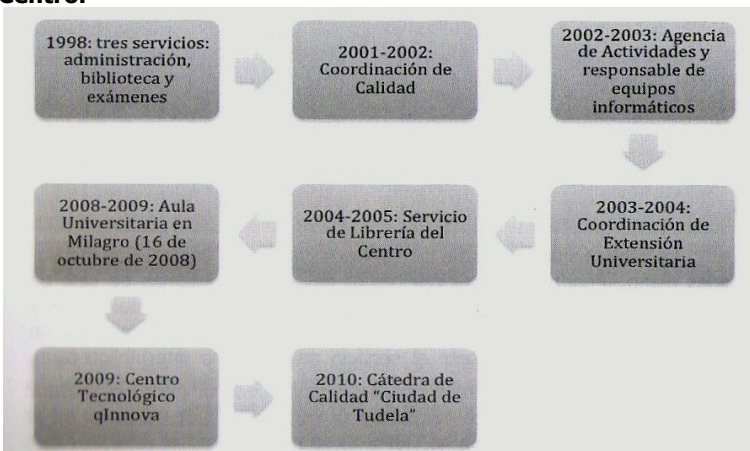 Centro.
1998: tres servicios:
administración,
biblioteca y
exámenes
2001-2002:
Coordinación de
Calidad
2002-2003: Agencia
de Actividades y
responsable de
equipos
informáticos
2003-2004:
Coordinación de
Extensión
Universitaria
2004-2005: Servicio
de Librería del
Centro
2008-2009: Aula
Universitaria en
Milagro (16 de
octubre de 2008)
2009: Centro
Tecnológico
qInnova
2010: Cátedra de
Calidad "Ciudad de
Tudela"